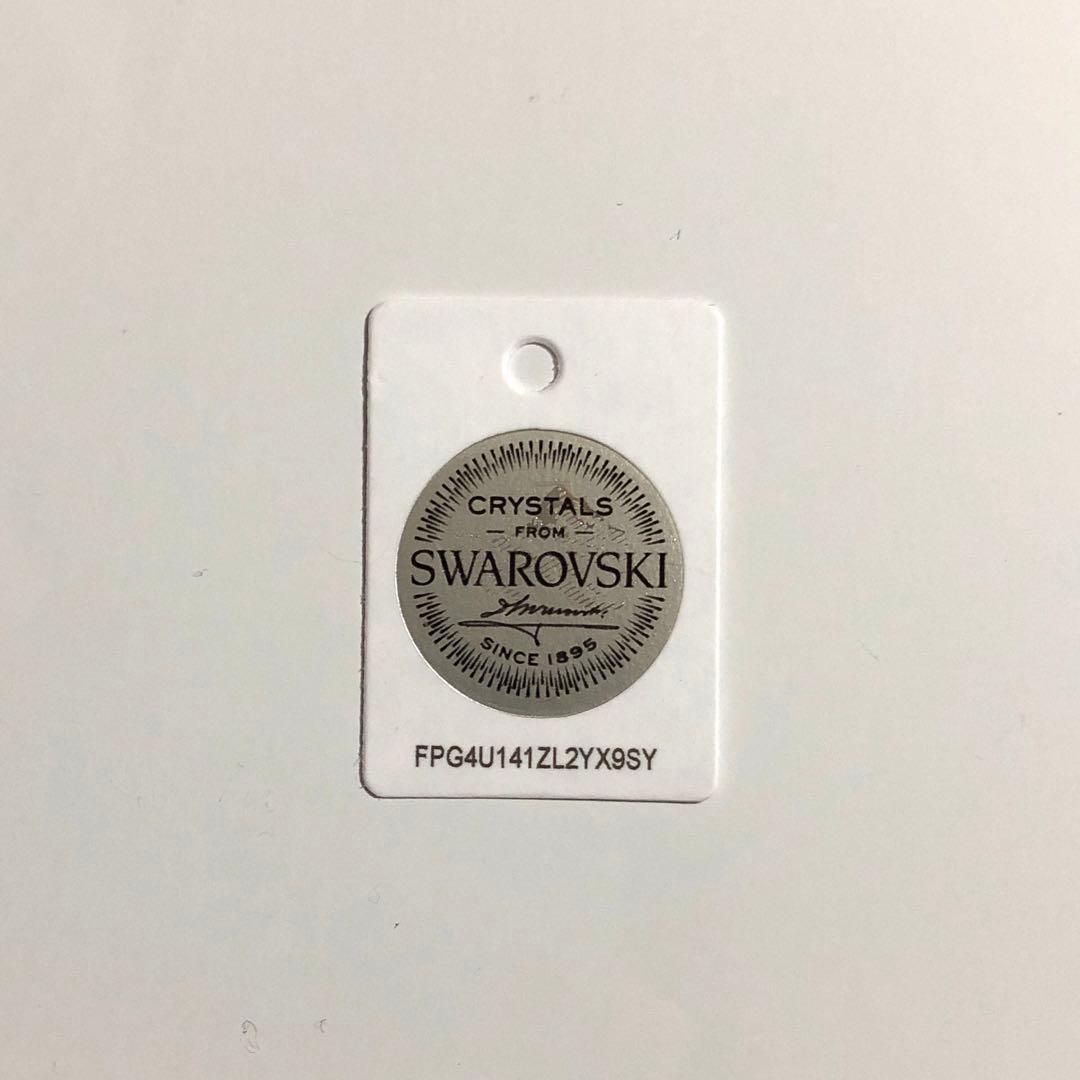 CRYSTALS
— FROM —
SWAROVSKI
SINCE 1895
FPG4U141ZL2YX9SY